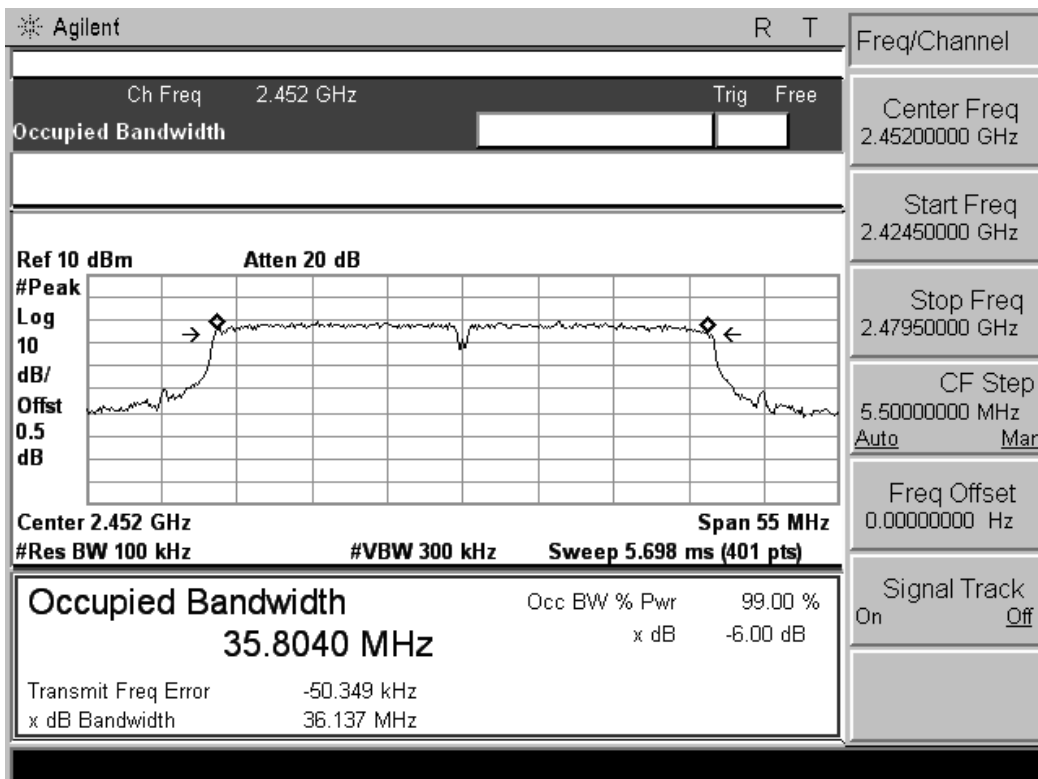 Agilent R T
Ch Freq 2.452 GHz Trig Free
Occupied Bandwidth
Ref 10 dBm Atten 20 dB
#Peak
Log
10
dB/
Offst
0.5
dB
Center 2.452 GHz Span 55 MHz
#Res BW 100 kHz #VBW 300 kHz Sweep 5.698 ms (401 pts)
Occupied Bandwidth
35.8040 MHz
Occ BW % Pwr 99.00 %
x dB -6.00 dB
Transmit Freq Error -50.349 kHz
x dB Bandwidth 36.137 MHz
Freq/Channel
Center Freq
2.45200000 GHz
Start Freq
2.42450000 GHz
Stop Freq
2.47950000 GHz
CF Step
5.50000000 MHz
Auto Mar
Freq Offset
0.00000000 Hz
Signal Track
On Off